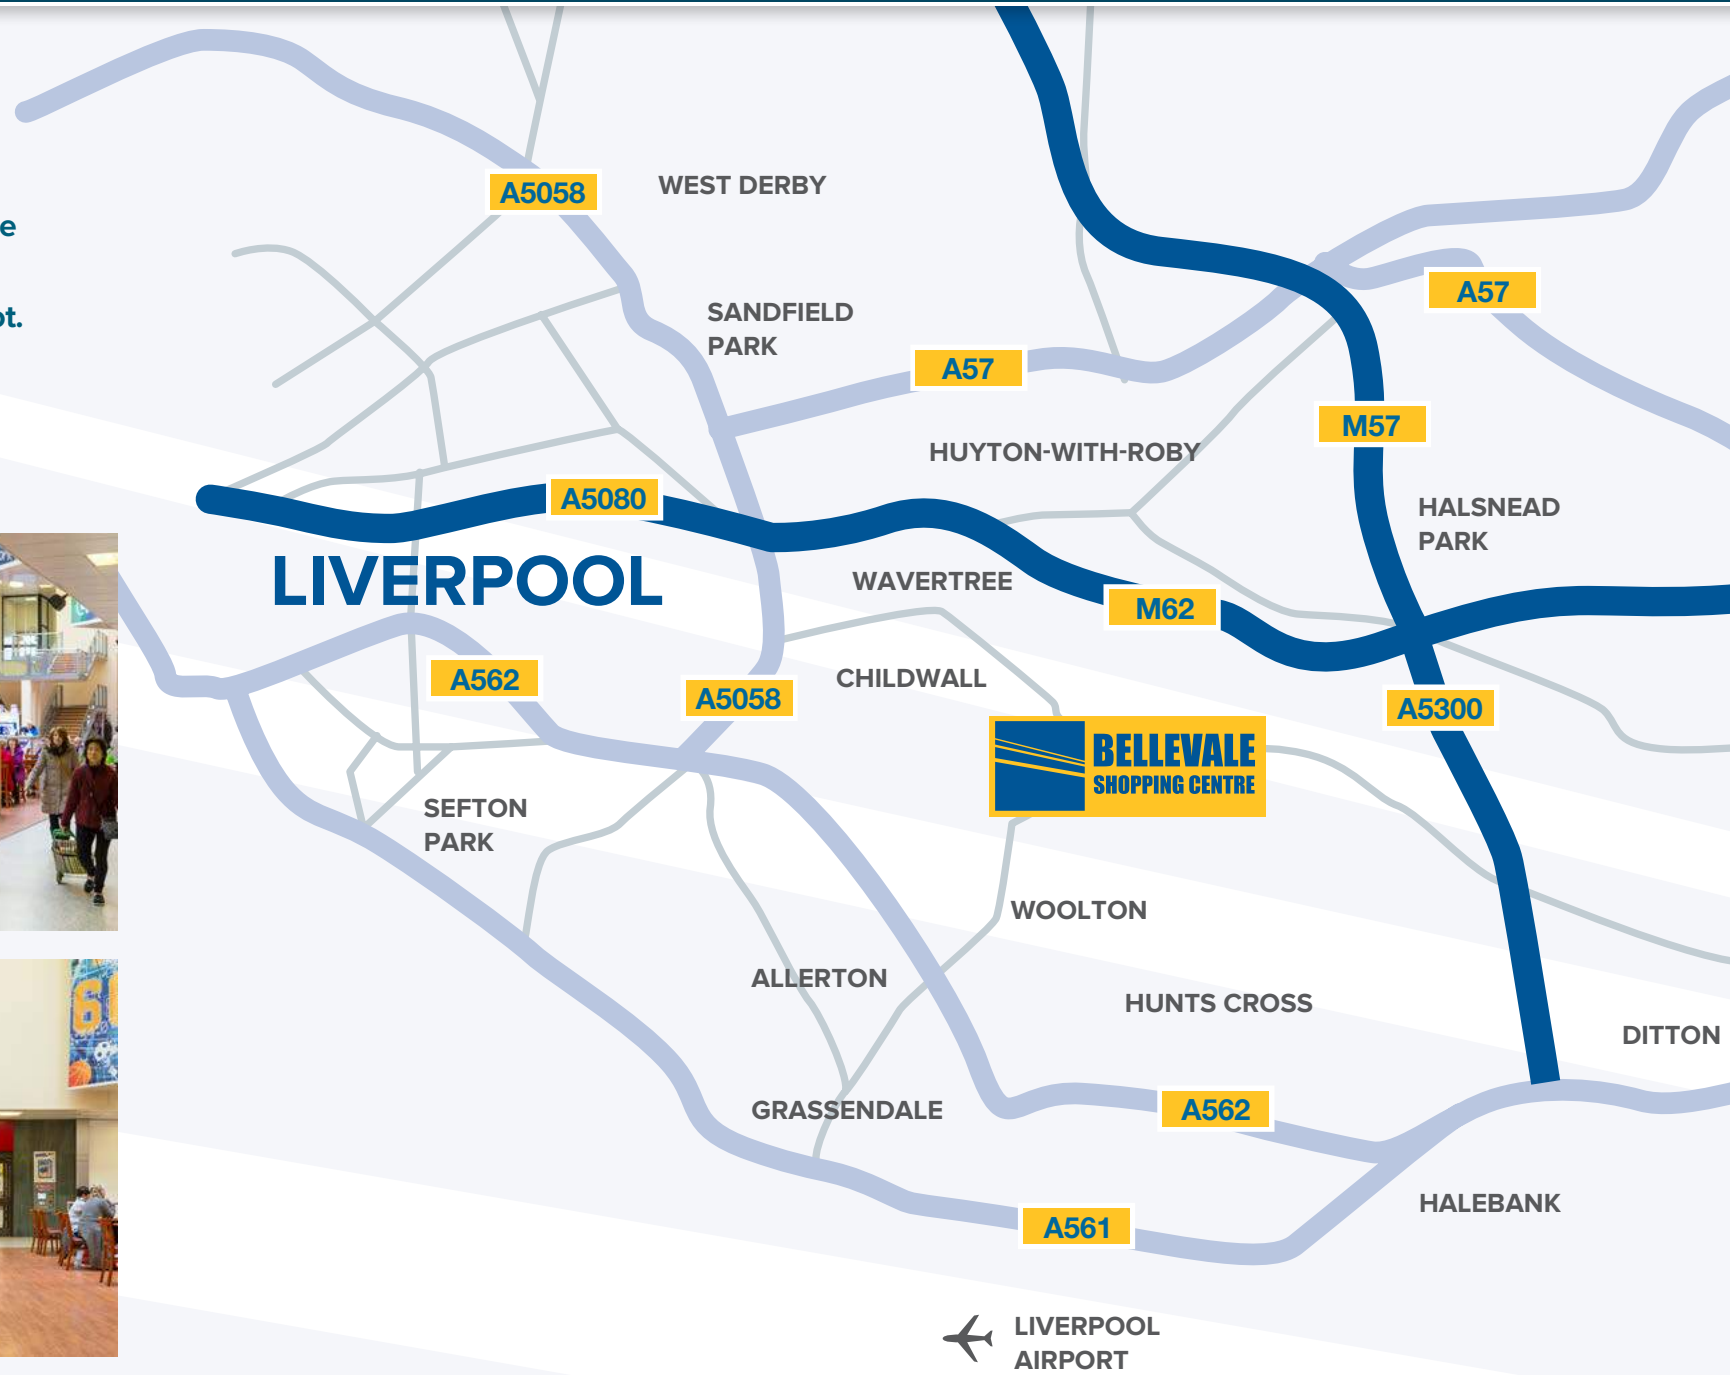 A5058
WEST DERBY
A57
SANDFIELD
PARK
A57
M57
HUYTON-WITH-ROBY
A5080
HALSNEAD
PARK
LIVERPOOL
WAVERTREE
M62
A562
CHILDWALL
A5058
A5300
BELLEVALE
SHOPPING CENTRE
SEFTON
PARK
WOOLTON
ALLERTON
HUNTS CROSS
DITTON
GRASSENDALE
A562
HALEBANK
A561
LIVERPOOL
AIRPORT